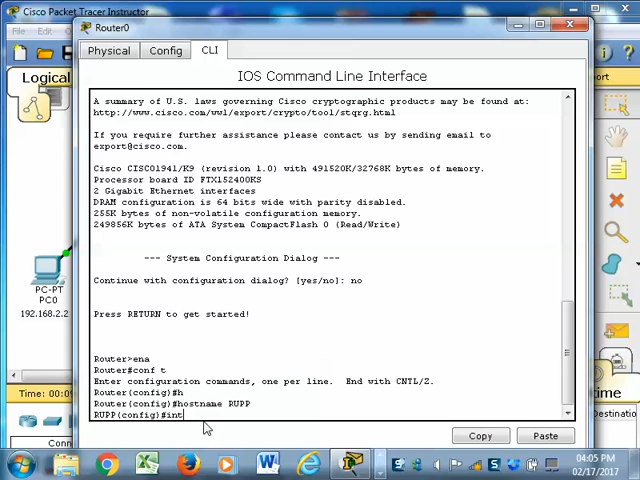 Cisco Packet Tracer Instructor
Router0
File
Logical
Physical
Config
CLI
IOS Command Line Interface
A summary of U.S. laws governing Cisco cryptographic products may be found at:
http://www.cisco.com/wwl/export/crypto/tool/stqrg.html
If you require further assistance please contact us by sending email to
export@cisco.com.
Cisco CISCO1941/K9 (revision 1.0) with 491520K/32768K bytes of memory.
Processor board ID FTX152400KS
2 Gigabit Ethernet interfaces
DRAM configuration is 64 bits wide with parity disabled.
255K bytes of non-volatile configuration memory.
249856K bytes of ATA System CompactFlash 0 (Read/Write)
--- System Configuration Dialog ---
Continue with configuration dialog? [yes/no]: no
Press RETURN to get started!
Router>ena
Router#conf t
Enter configuration commands, one per line.  End with CNTL/Z.
Router(config)#h
Router(config)#hostname RUPP
RUPP(config)#int
Copy
Paste
PC-PT
PC0
192.168.2.2
Time: 00:09
Conn
04:05 PM
02/17/2017